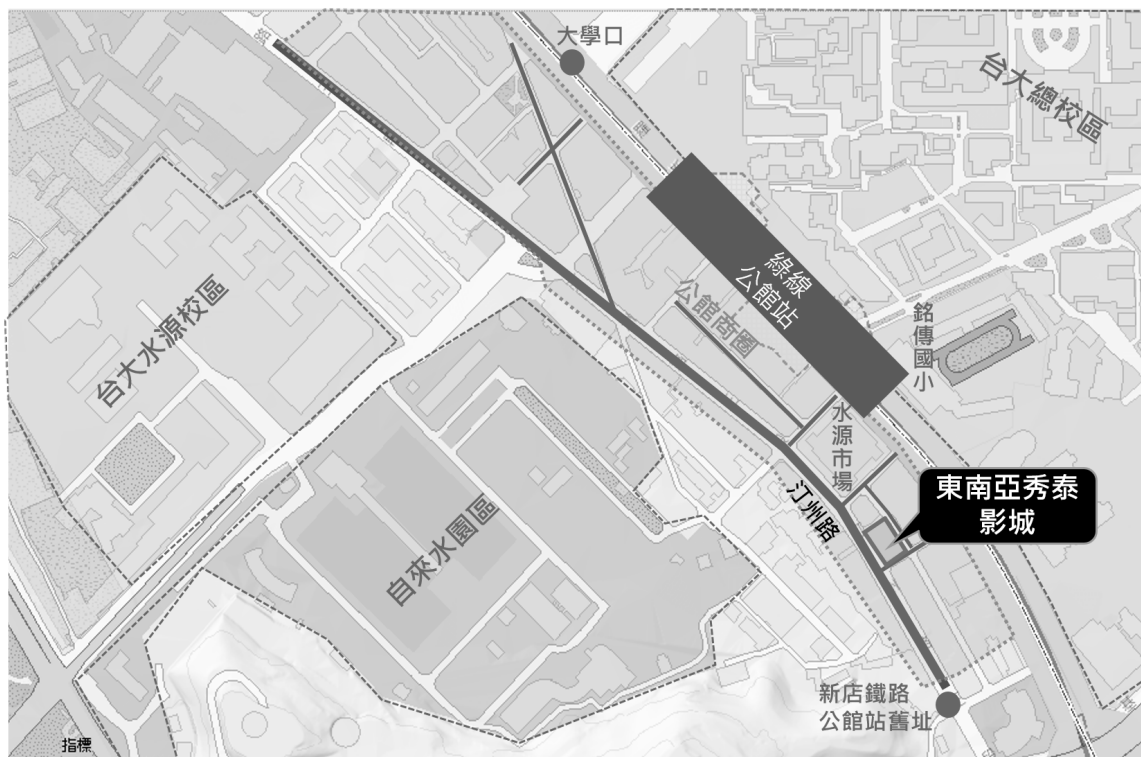 路
大學口
台大總校區
羅
綠線
公館站
公館商圈
銘傳國小
台大水源校區
水源市場
東南亞秀泰
影城
汀州路
自來水園區
新店鐵路
公館站舊址
指標